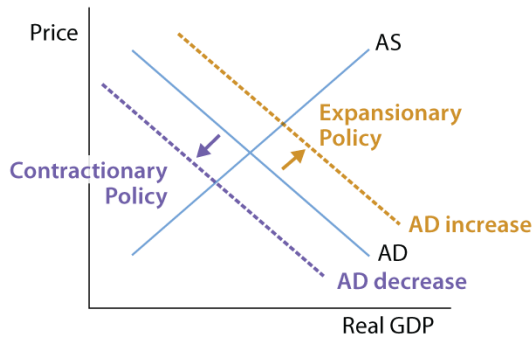 Price
AS
Expansionary
Policy
Contractionary
Policy
AD increase
AD
AD decrease
Real GDP